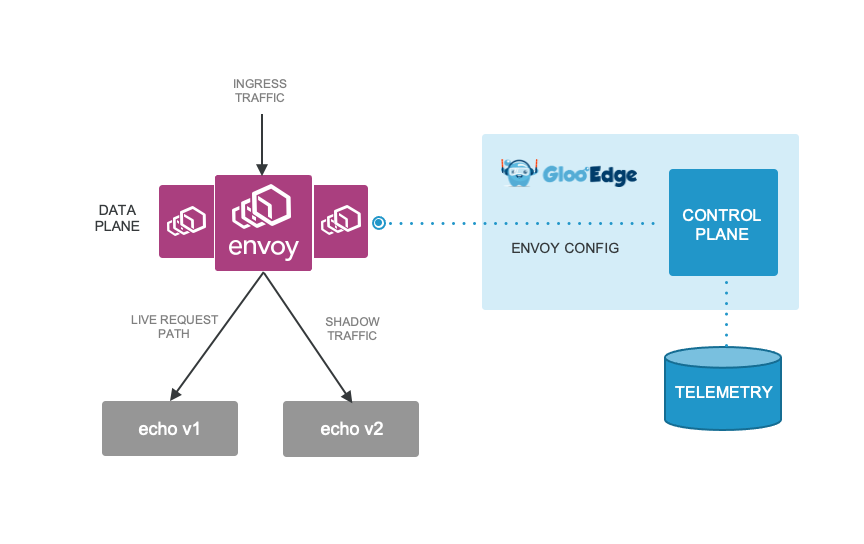 INGRESS
TRAFFIC
DATA
PLANE
envoy
Gloo Edge
CONTROL
PLANE
ENVOY CONFIG
LIVE REQUEST
PATH
SHADOW
TRAFFIC
TELEMETRY
echo v1
echo v2